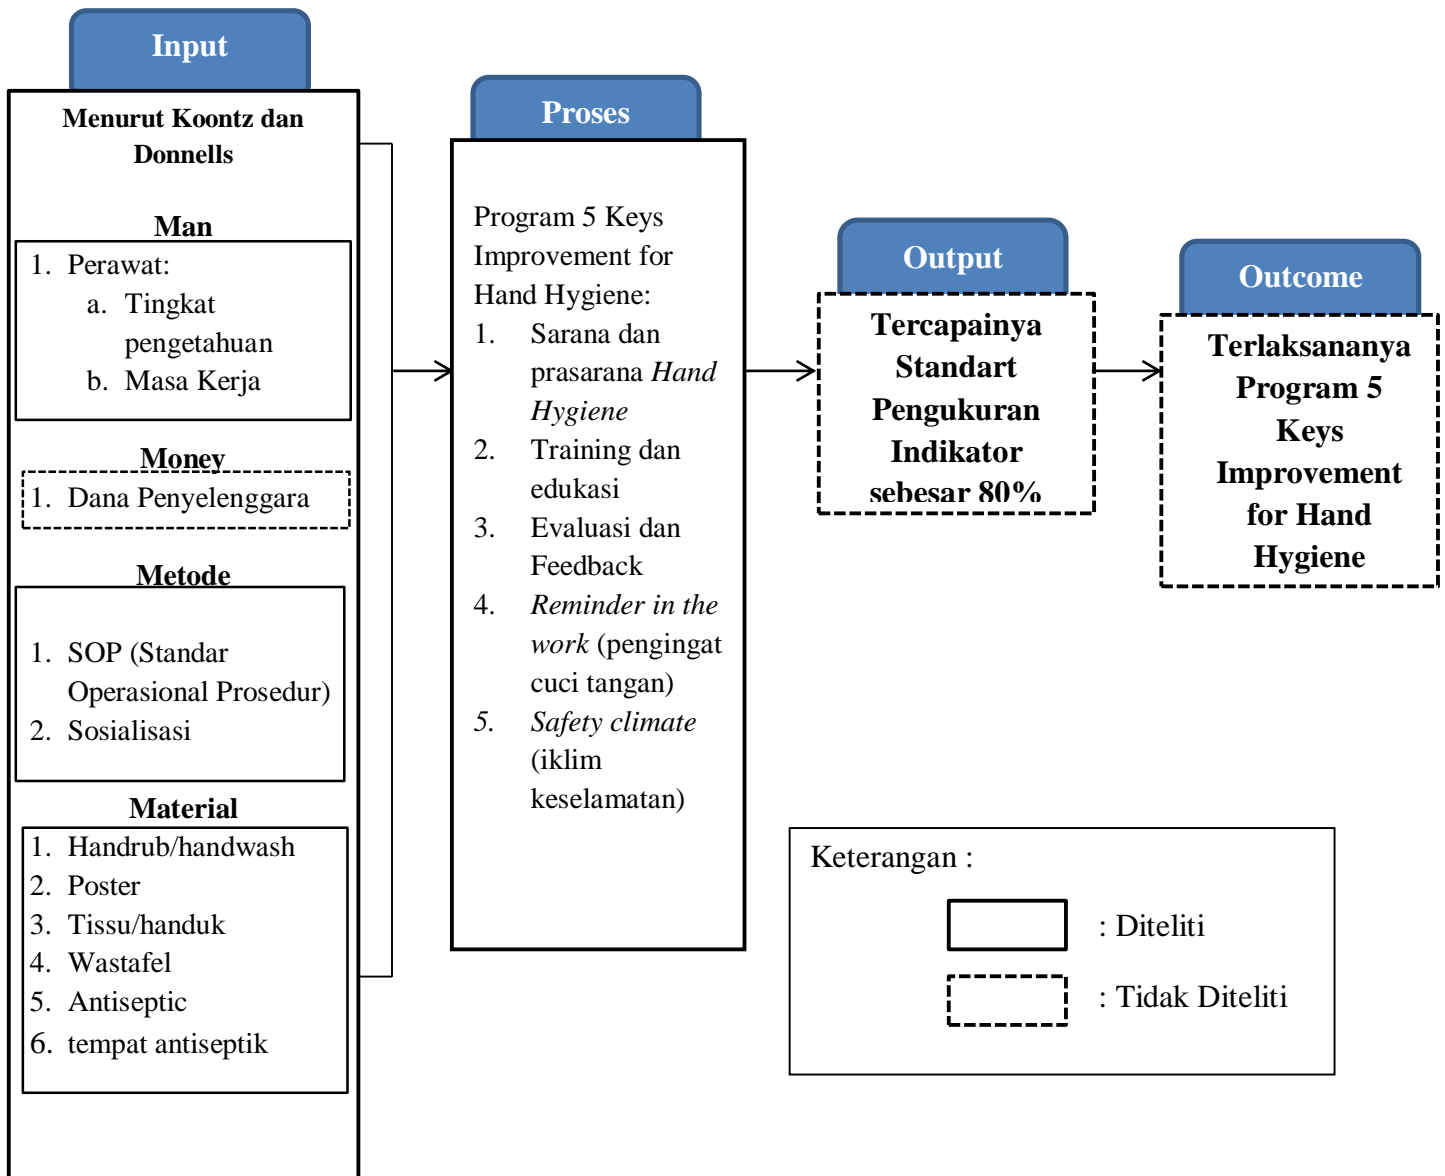 Input
Menurut Koontz dan
Donnells
Man
1. Perawat:
a. Tingkat
pengetahuan
b. Masa Kerja
Money
1. Dana Penyelenggara
Metode
1. SOP (Standar
Operasional Prosedur)
2. Sosialisasi
Material
1. Handrub/handwash
2. Poster
3. Tissu/handuk
4. Wastafel
5. Antiseptic
6. tempat antiseptik
Proses
Program 5 Keys
Improvement for
Hand Hygiene:
1. Sarana dan
prasarana Hand
Hygiene
2. Training dan
edukasi
3. Evaluasi dan
Feedback
4. Reminder in the
work (pengingat
cuci tangan)
5. Safety climate
(iklim
keselamatan)
Output
Tercapainya
Standart
Pengukuran
Indikator
sebesar 80%
Outcome
Terlaksananya
Program 5
Keys
Improvement
for Hand
Hygiene
Keterangan :
: Diteliti
: Tidak Diteliti